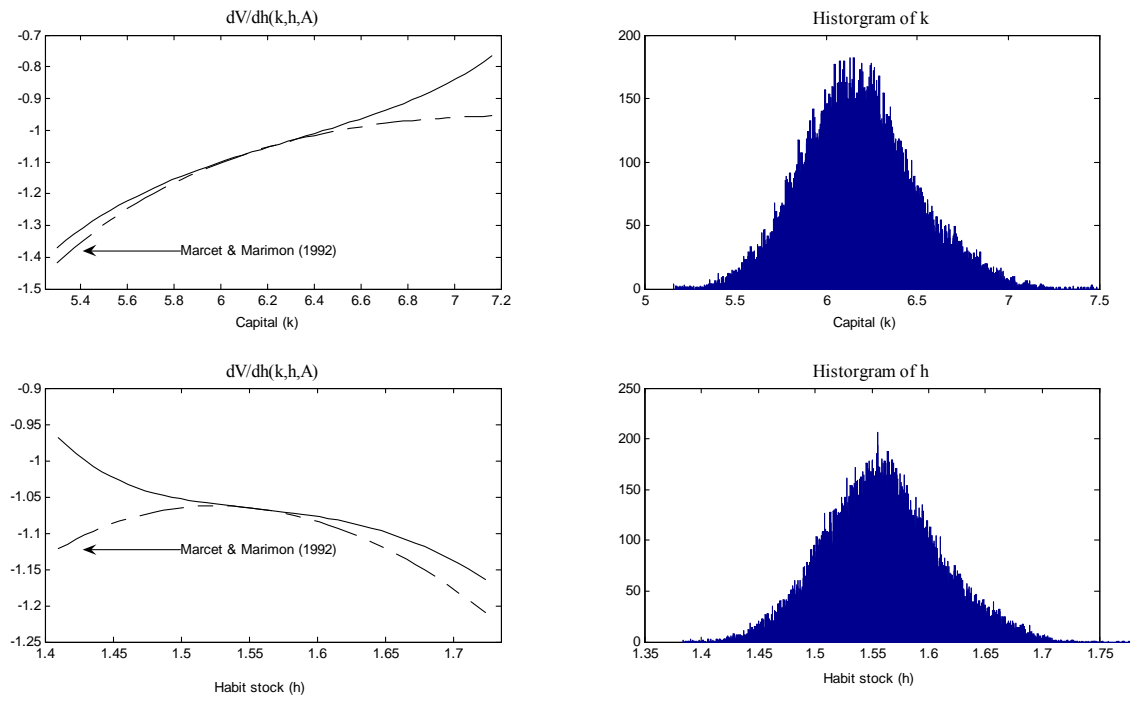 dV/dh(k,h,A)
-0.7
-0.8
-0.9
-1
-1.1
-1.2
-1.3
-1.4
-1.5
Marcet & Marimon (1992)
5.4 5.6 5.8 6 6.2 6.4 6.6 6.8 7 7.2
Capital (k)
Historgram of k
200
150
100
50
0
5 5.5 6 6.5 7 7.5
Capital (k)
dV/dh(k,h,A)
-0.9
-0.95
-1
-1.05
-1.1
-1.15
-1.2
-1.25
Marcet & Marimon (1992)
1.4 1.45 1.5 1.55 1.6 1.65 1.7
Habit stock (h)
Historgram of h
250
200
150
100
50
0
1.35 1.4 1.45 1.5 1.55 1.6 1.65 1.7 1.75
Habit stock (h)